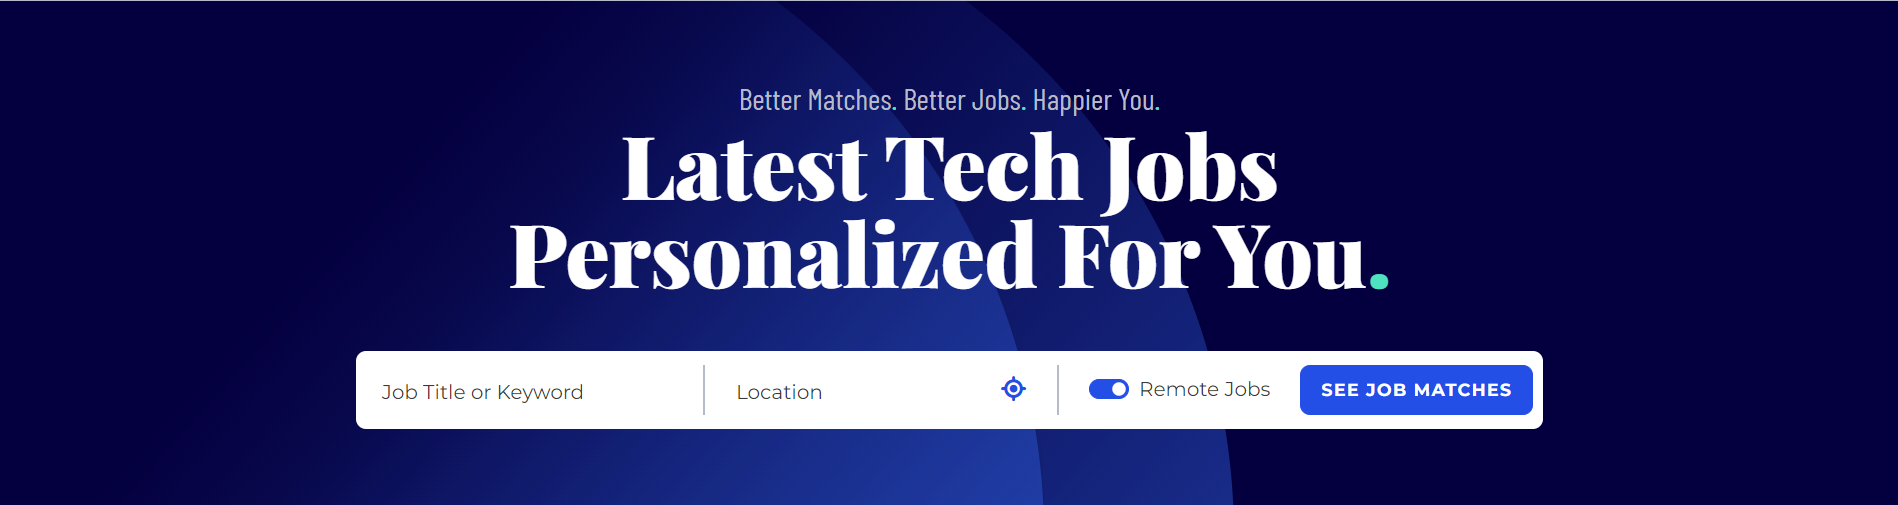 Better Matches. Better Jobs. Happier You.
Latest Tech Jobs
Personalized For You.
Job Title or Keyword
Location
Remote Jobs
SEE JOB MATCHES